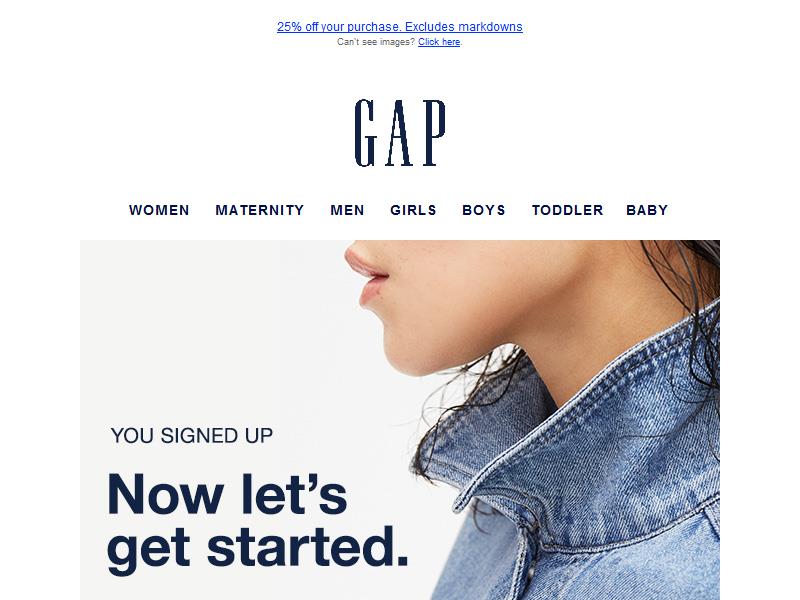 25% off your purchase. Excludes markdowns
Can't see images? Click here.
GAP
WOMEN MATERNITY MEN GIRLS BOYS TODDLER BABY
YOU SIGNED UP
Now let’s
get started.